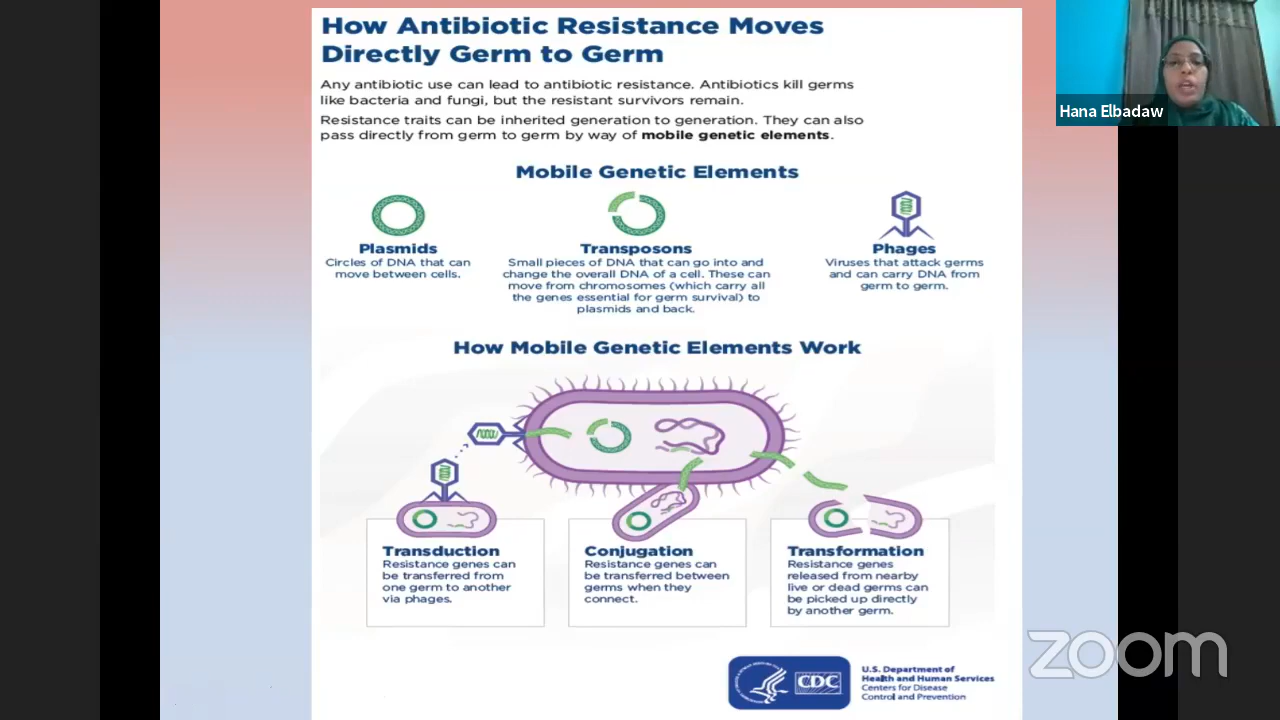 How Antibiotic Resistance Moves
Directly Germ to Germ
Any antibiotic use can lead to antibiotic resistance. Antibiotics kill germs
like bacteria and fungi, but the resistant survivors remain.
Resistance traits can be inherited generation to generation. They can also
pass directly from germ to germ by way of mobile genetic elements.
Hana Elbadaw
Mobile Genetic Elements
Plasmids
Circles of DNA that can
move between cells.
Transposons
Small pieces of DNA that can go into and
change the overall DNA of a cell. These can
move from chromosomes (which carry all
the genes essential for germ survival) to
plasmids and back.
Phages
Viruses that attack germs
and can carry DNA from
germ to germ.
How Mobile Genetic Elements Work
Transduction
Resistance genes can
be transferred from
one germ to another
via phages.
Conjugation
Resistance genes can
be transferred between
germs when they
connect.
Transformation
Resistance genes
released from nearby
live or dead germs can
be picked up directly
by another germ.
CDC
U.S. Department of
Health and Human Services
Centers for Disease
Control and Prevention
zoom